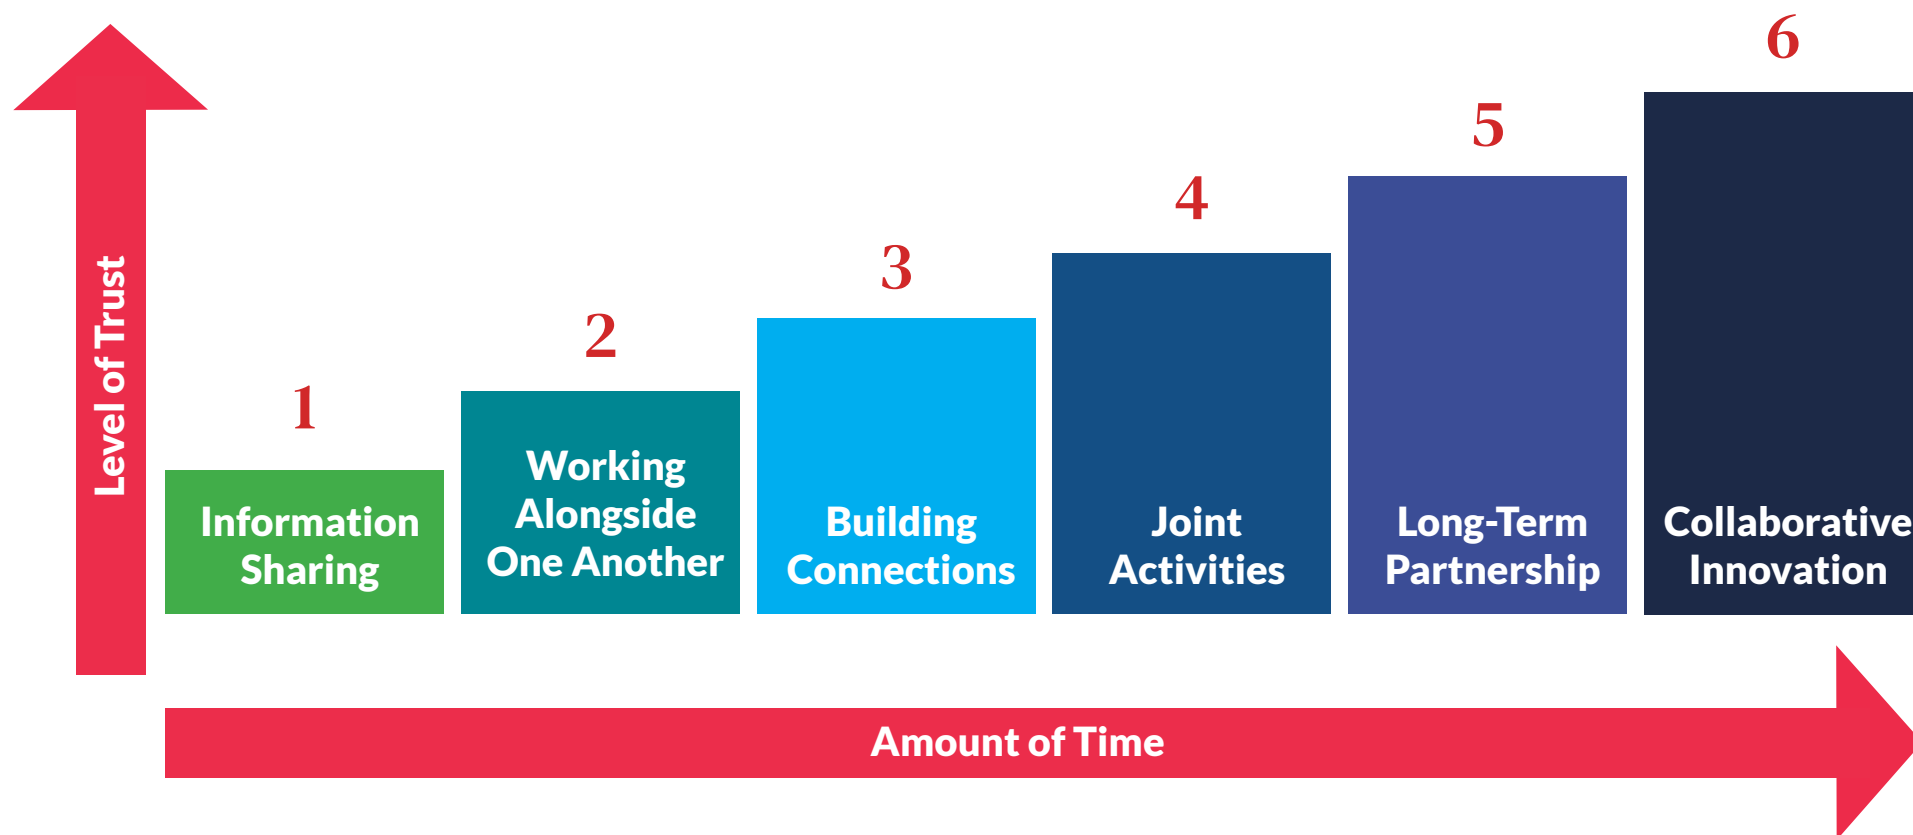 Level of Trust
1
Information
Sharing
2
Working
Alongside
One Another
3
Building
Connections
4
Joint
Activities
5
Long-Term
Partnership
6
Collaborative
Innovation
Amount of Time